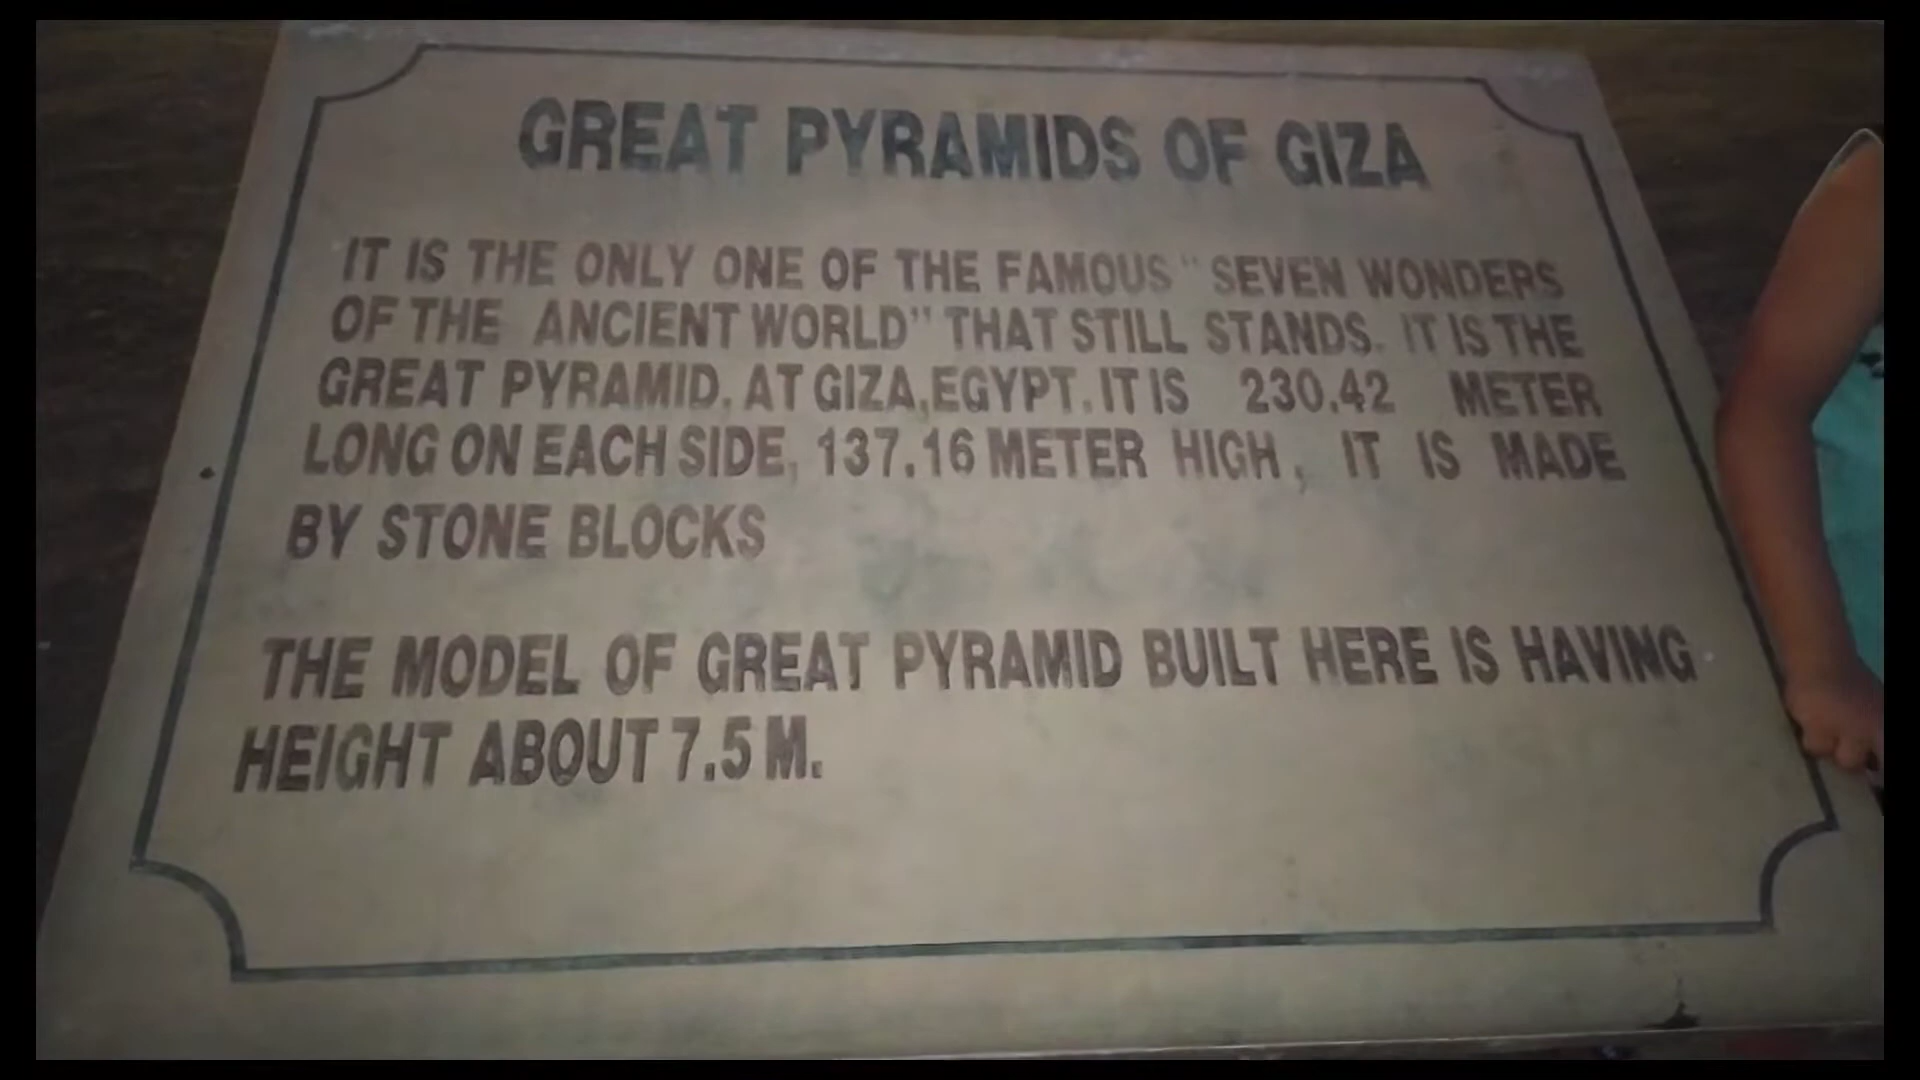 GREAT PYRAMIDS OF GIZA
IT IS THE ONLY ONE OF THE FAMOUS "SEVEN WONDERS
OF THE ANCIENT WORLD" THAT STILL STANDS. IT IS THE
GREAT PYRAMID, AT GIZA,EGYPT. IT IS 230.42 METER
LONG ON EACH SIDE, 137.16 METER HIGH, IT IS MADE
BY STONE BLOCKS
THE MODEL OF GREAT PYRAMID BUILT HERE IS HAVING
HEIGHT ABOUT 7.5 M.